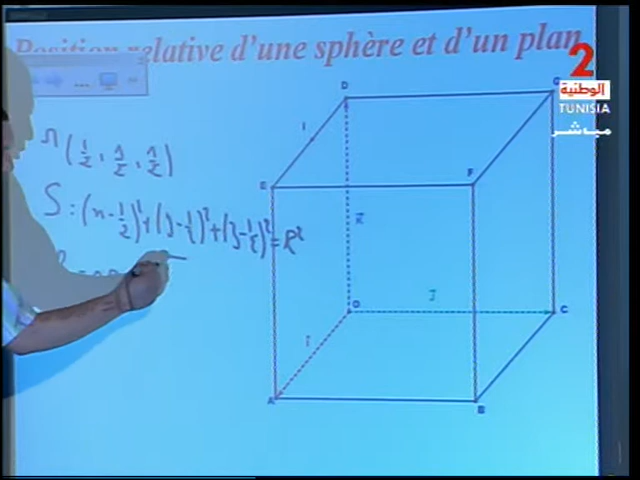 Position relative d'une sphère et d'un plan
2
الوطنية
TUNISIA
مباشر
Ω(1/2, 1/2, 1/2)
S : (x - 1/2)² + (y - 1/2)² + (z - 1/2)² = R²
D
G
I
E
F
K
O
J
C
i
A
B